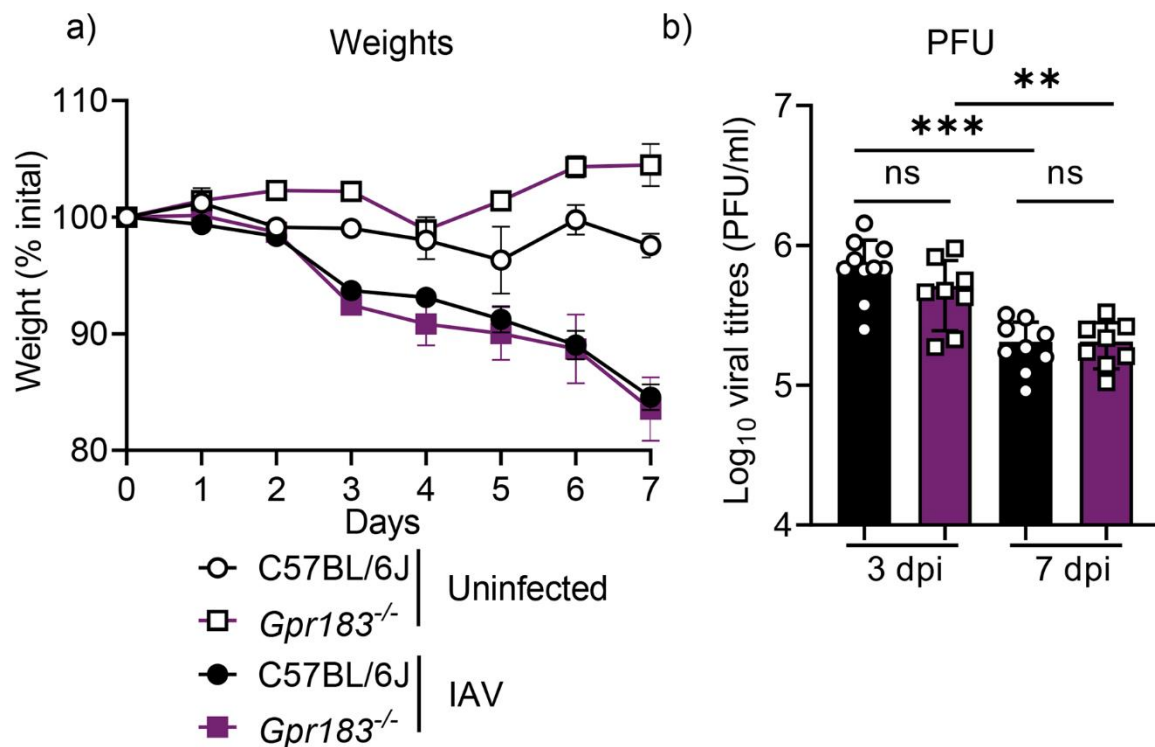 a)
Weights
Weight (% inital)
110
100
90
80
0 1 2 3 4 5 6 7
Days
C57BL/6J
Gpr183-/-
Uninfected
C57BL/6J
Gpr183-/-
IAV
b)
PFU
**
***
ns ns
Log10 viral titres (PFU/ml)
7
6
5
4
3 dpi 7 dpi